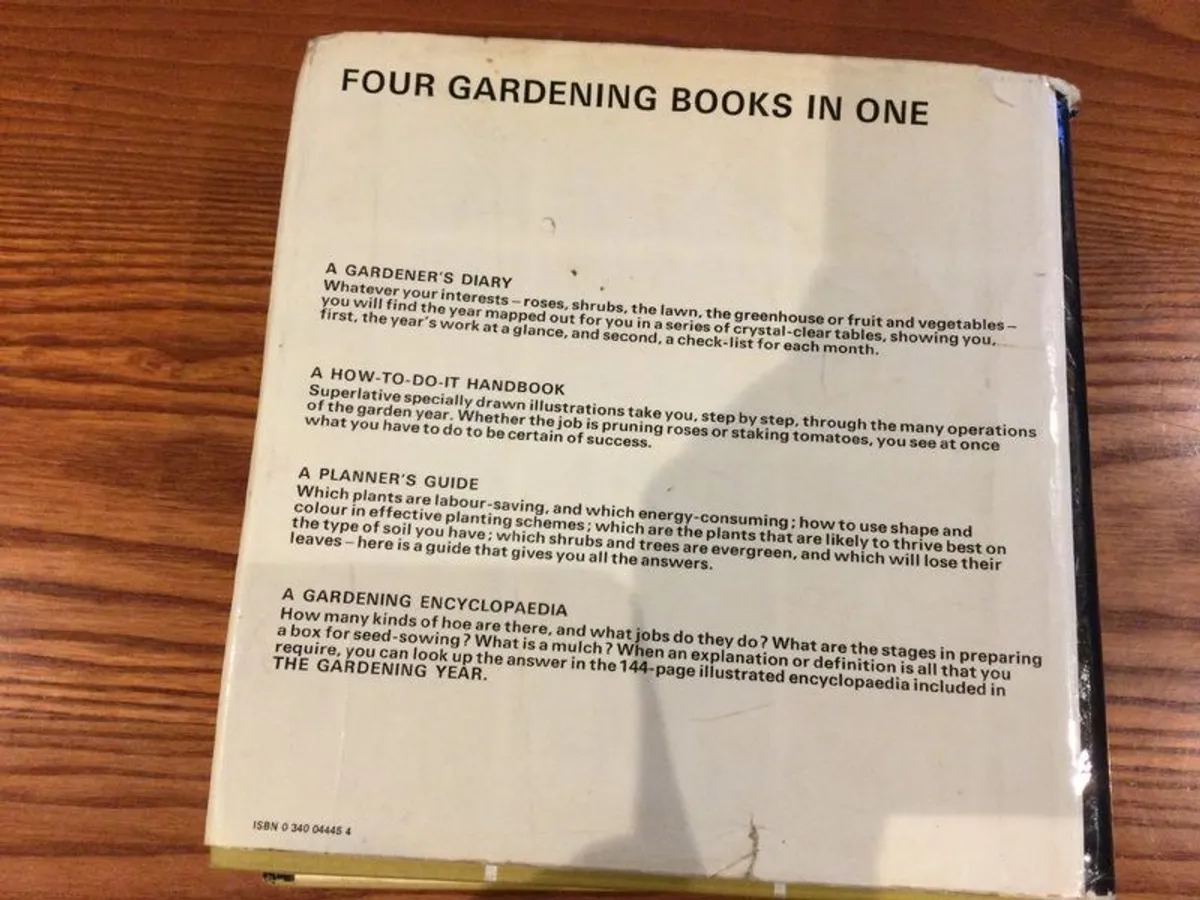 FOUR GARDENING BOOKS IN ONE
A GARDENER'S DIARY
Whatever your interests – roses, shrubs, the lawn, the greenhouse or fruit and vegetables –
you will find the year mapped out for you in a series of crystal-clear tables, showing you,
first, the year's work at a glance, and second, a check-list for each month.
A HOW-TO-DO-IT HANDBOOK
Superlative specially drawn illustrations take you, step by step, through the many operations
of the garden year. Whether the job is pruning roses or staking tomatoes, you see at once
what you have to do to be certain of success.
A PLANNER'S GUIDE
Which plants are labour-saving, and which energy-consuming; how to use shape and
colour in effective planting schemes; which are the plants that are likely to thrive best on
the type of soil you have; which shrubs and trees are evergreen, and which will lose their
leaves – here is a guide that gives you all the answers.
A GARDENING ENCYCLOPAEDIA
How many kinds of hoe are there, and what jobs do they do? What are the stages in preparing
a box for seed-sowing? What is a mulch? When an explanation or definition is all that you
require, you can look up the answer in the 144-page illustrated encyclopaedia included in
THE GARDENING YEAR.
ISBN 0 340 04445 4